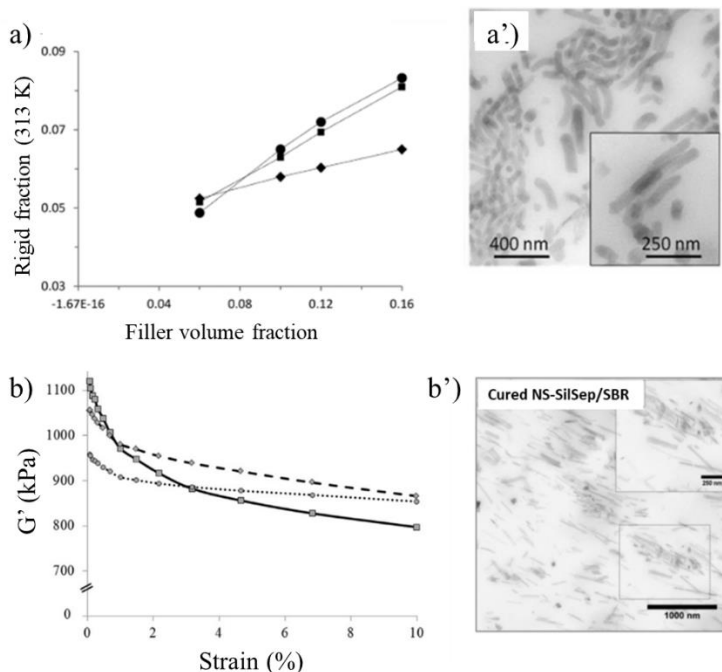 a)
0.09
0.07
0.05
0.03
Rigid fraction (313 K)
-1.67E-16 0.04 0.08 0.12 0.16
Filler volume fraction
a')
400 nm
250 nm
b)
1100
1000
900
800
700
0
G' (kPa)
0 2 4 6 8 10
Strain (%)
b')
Cured NS-SilSep/SBR
250 nm
1000 nm